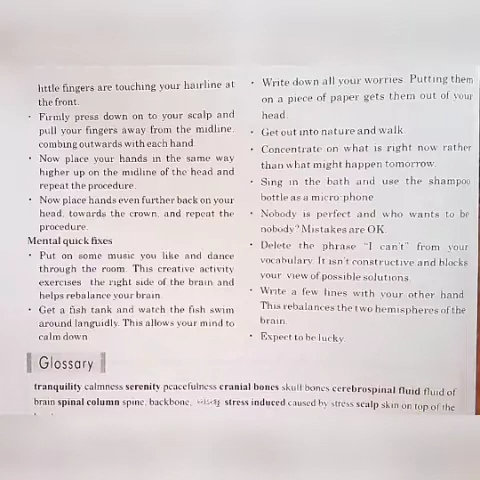 little fingers are touching your hairline at
the front.
• Firmly press down on to your scalp and
pull your fingers away from the midline,
combing outwards with each hand.
• Now place your hands in the same way
higher up on the midline of the head and
repeat the procedure.
• Now place hands even further back on your
head, towards the crown, and repeat the
procedure.
Mental quick fixes
• Put on some music you like and dance
through the room. This creative activity
exercises the right side of the brain and
helps rebalance your brain.
• Get a fish tank and watch the fish swim
around languidly. This allows your mind to
calm down
• Write down all your worries. Putting them
on a piece of paper gets them out of your
head.
• Get out into nature and walk.
• Concentrate on what is right now rather
than what might happen tomorrow.
• Sing in the bath and use the shampoo
bottle as a micro phone
• Nobody is perfect and who wants to be
nobody? Mistakes are OK.
• Delete the phrase "I can't" from your
vocabulary. It isn't constructive and blocks
your view of possible solutions.
• Write a few lines with your other hand.
This rebalances the two hemispheres of the
brain.
• Expect to be lucky.
Glossary
tranquility calmness serenity peacefulness cranial bones skull bones cerebrospinal fluid fluid of
brain spinal column spine, backbone, stress induced caused by stress scalp skin on top of the